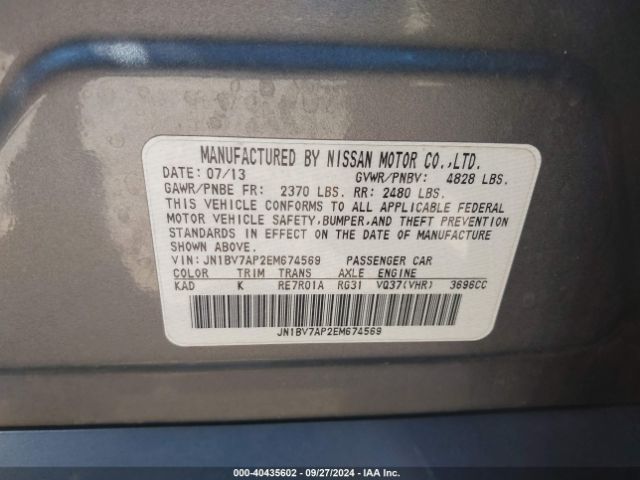 MANUFACTURED BY NISSAN MOTOR CO.,LTD.
DATE: 07/13 GVWR/PNBV: 4828 LBS.
GAWR/PNBE FR: 2370 LBS. RR: 2480 LBS.
THIS VEHICLE CONFORMS TO ALL APPLICABLE FEDERAL
MOTOR VEHICLE SAFETY,BUMPER,AND THEFT PREVENTION
STANDARDS IN EFFECT ON THE DATE OF MANUFACTURE
SHOWN ABOVE.
VIN: JN1BV7AP2EM674569 PASSENGER CAR
COLOR TRIM TRANS AXLE ENGINE
KAD K RE7R01A RG31 VQ37(VHR) 3696CC
JN1BV7AP2EM674569
000-40435602 - 09/27/2024 - IAA Inc.